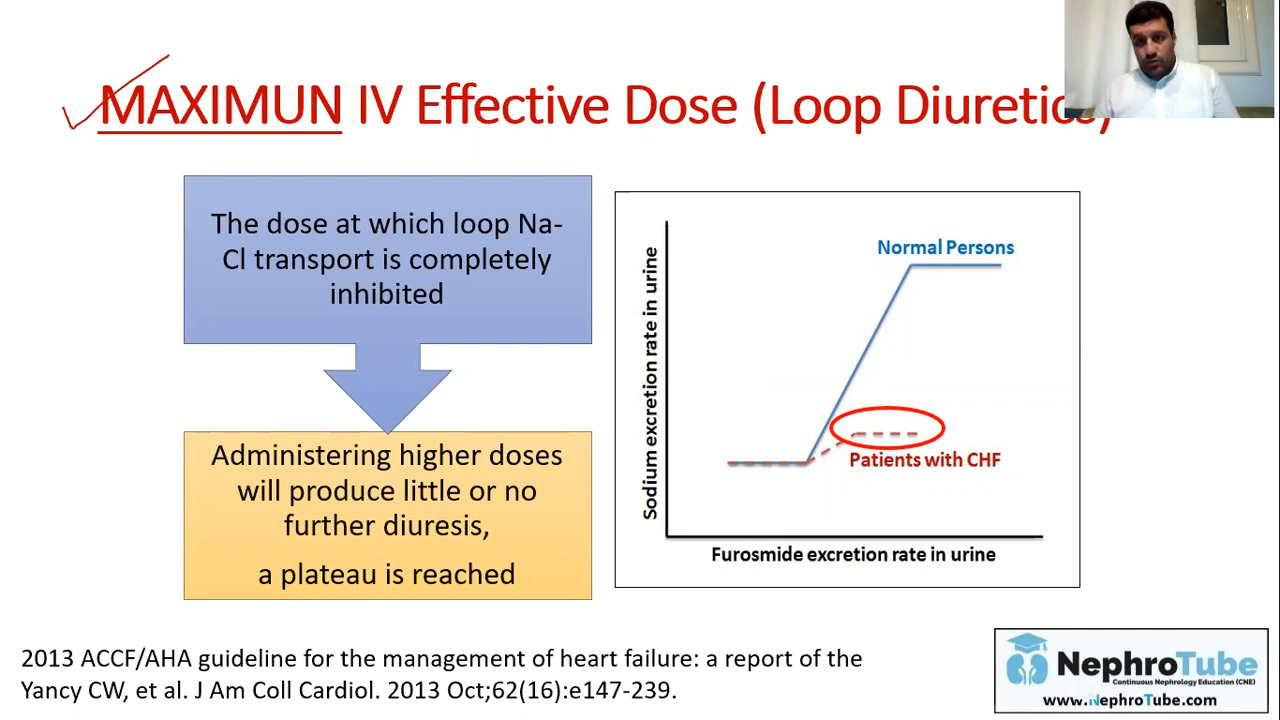 MAXIMUN IV Effective Dose (Loop Diuretics)
The dose at which loop Na-
Cl transport is completely
inhibited
Administering higher doses
will produce little or no
further diuresis,
a plateau is reached
Sodium excretion rate in urine
Normal Persons
Patients with CHF
Furosmide excretion rate in urine
2013 ACCF/AHA guideline for the management of heart failure: a report of the
Yancy CW, et al. J Am Coll Cardiol. 2013 Oct;62(16):e147-239.
NephroTube
Continuous Nephrology Education (CNE)
www.NephroTube.com